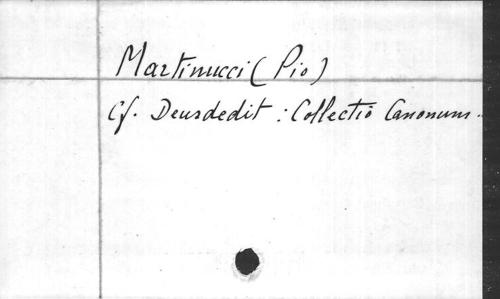 Martinucci (Pio)
Cf. Deusdedit : Collectio Canonum.